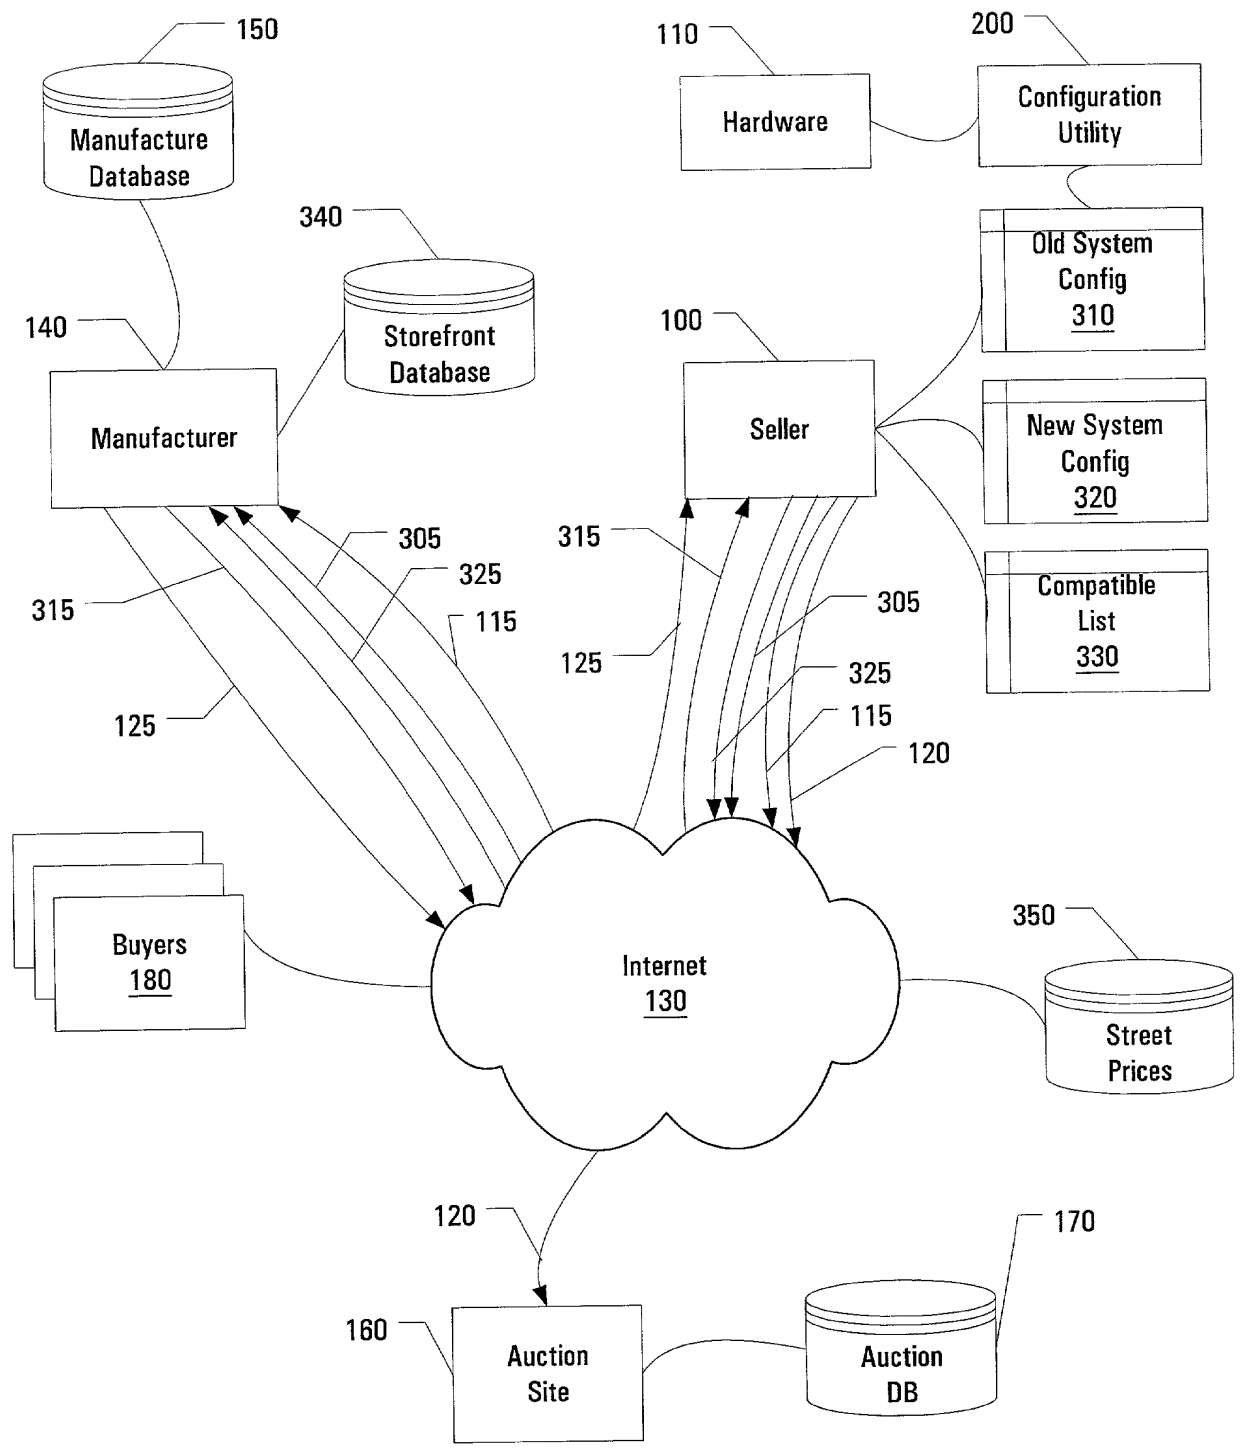 150
Manufacture
Database
110
Hardware
200
Configuration
Utility
340
Storefront
Database
Old System
Config
310
140
Manufacturer
100
Seller
New System
Config
320
Compatible
List
330
305
325
315
115
125
315
125
305
325
115
120
Buyers
180
Internet
130
350
Street
Prices
120
160
Auction
Site
170
Auction
DB